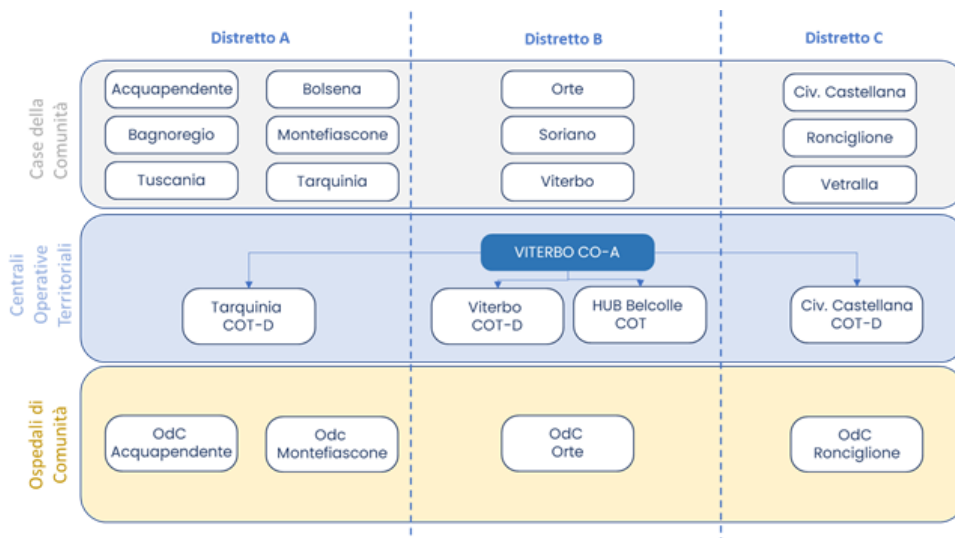 Distretto A
Distretto B
Distretto C
Case della
Comunità
Acquapendente
Bolsena
Orte
Civ. Castellana
Bagnoregio
Montefiascone
Soriano
Ronciglione
Tuscania
Tarquinia
Viterbo
Vetralla
Centrali
Operative
Territoriali
VITERBO CO-A
Tarquinia
COT-D
Viterbo
COT-D
HUB Belcolle
COT
Civ. Castellana
COT-D
Ospedali di
Comunità
OdC
Acquapendente
Odc
Montefiascone
OdC
Orte
OdC
Ronciglione